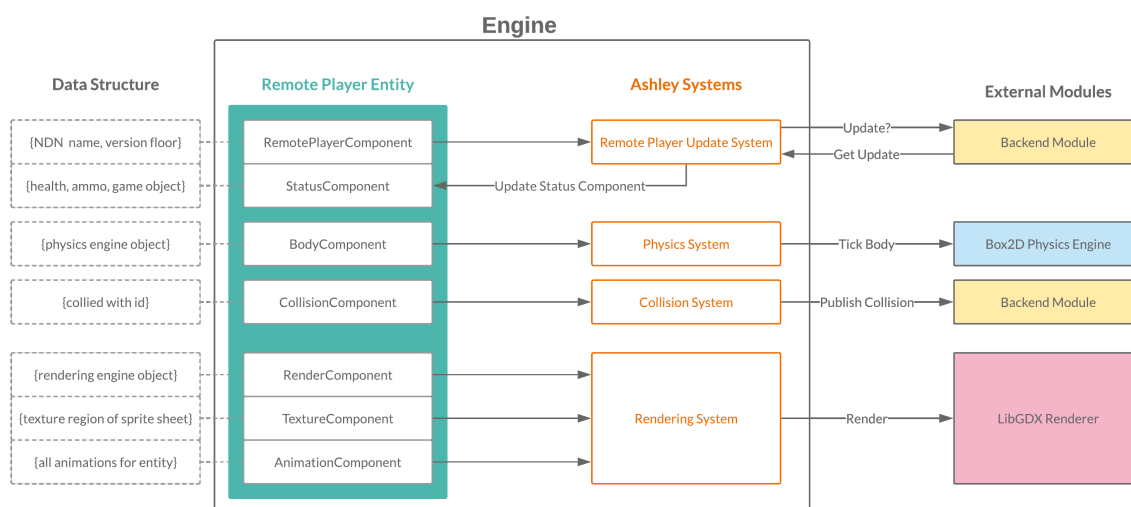 Engine
Data Structure
Remote Player Entity
Ashley Systems
External Modules
{NDN name, version floor}
RemotePlayerComponent
Remote Player Update System
Update?
Get Update
Backend Module
{health, ammo, game object}
StatusComponent
Update Status Component
{physics engine object}
BodyComponent
Physics System
Tick Body
Box2D Physics Engine
{collied with id}
CollisionComponent
Collision System
Publish Collision
Backend Module
{rendering engine object}
RenderComponent
{texture region of sprite sheet}
TextureComponent
Rendering System
Render
LibGDX Renderer
{all animations for entity}
AnimationComponent